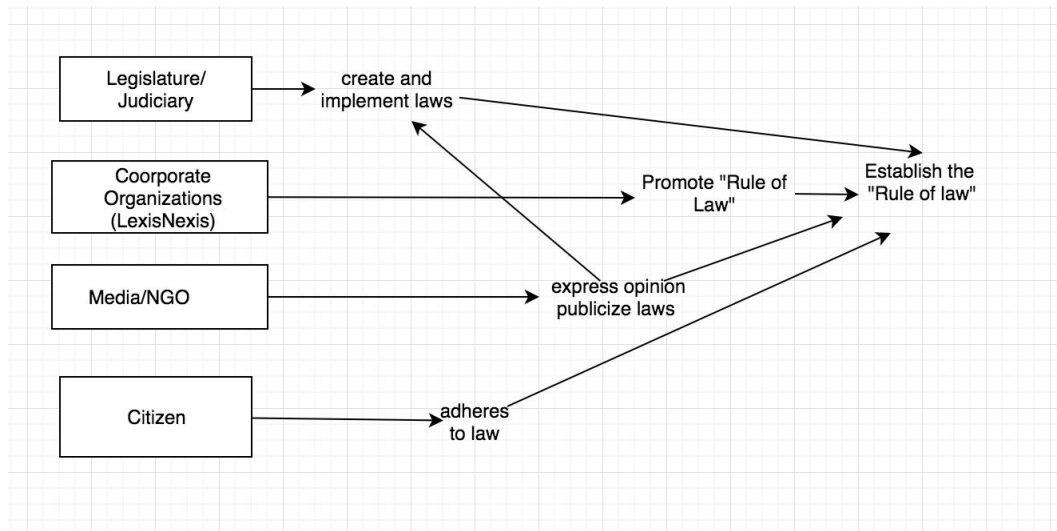 Legislature/
Judiciary
create and
implement laws
Coorporate
Organizations
(LexisNexis)
Promote "Rule of
Law"
Establish the
"Rule of law"
Media/NGO
express opinion
publicize laws
Citizen
adheres
to law